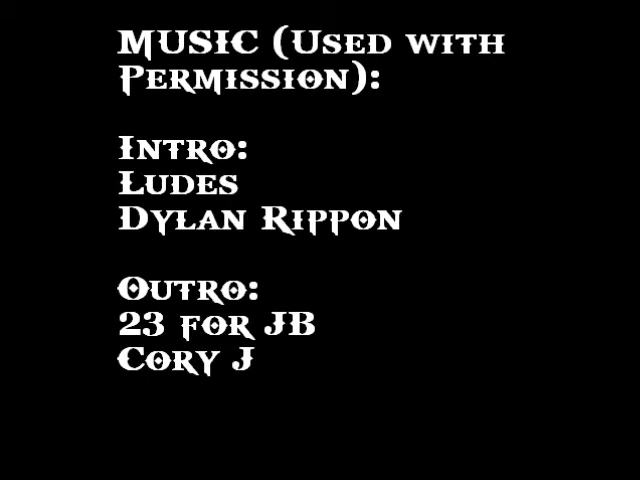 MUSIC (Used with
Permission):
Intro:
Ludes
Dylan Rippon
Outro:
23 for JB
Cory J